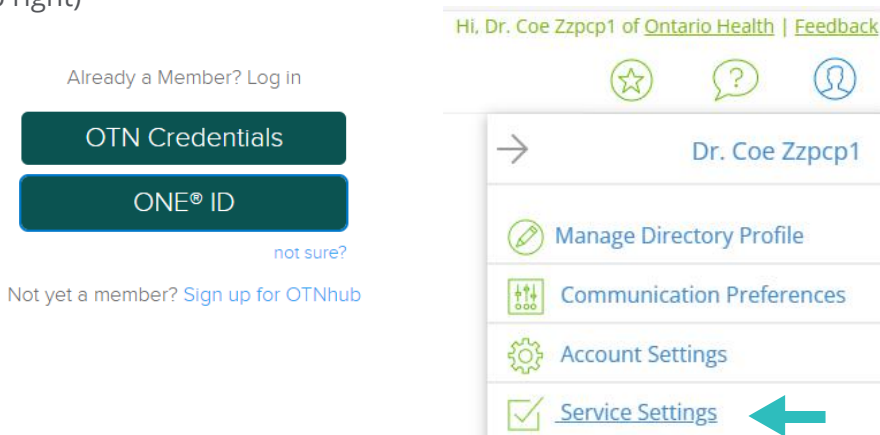 right)
Already a Member? Log in
OTN Credentials
ONE® ID
not sure?
Not yet a member? Sign up for OTNhub
Hi, Dr. Coe Zzpcp1 of Ontario Health | Feedback
?
Dr. Coe Zzpcp1
Manage Directory Profile
Communication Preferences
Account Settings
Service Settings